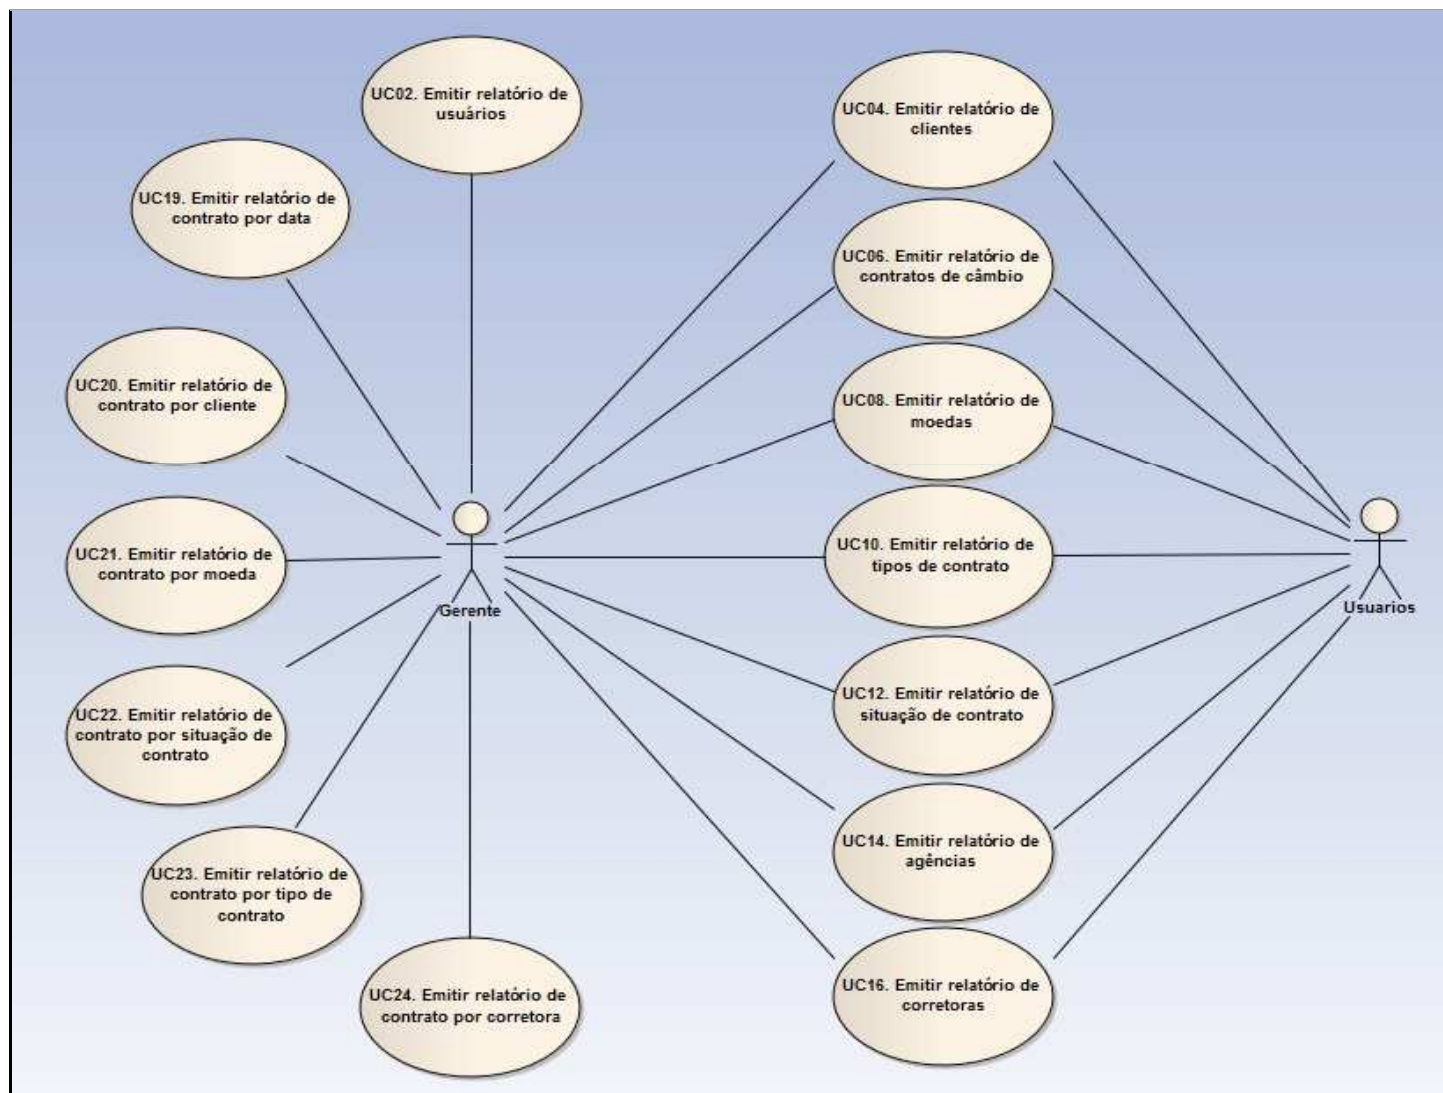 UC02. Emitir relatório de
usuários
UC04. Emitir relatório de
clientes
UC19. Emitir relatório de
contrato por data
UC06. Emitir relatório de
contratos de câmbio
UC20. Emitir relatório de
contrato por cliente
UC08. Emitir relatório de
moedas
UC21. Emitir relatório de
contrato por moeda
UC10. Emitir relatório de
tipos de contrato
Gerente
Usuarios
UC22. Emitir relatório de
contrato por situação de
contrato
UC12. Emitir relatório de
situação de contrato
UC23. Emitir relatório de
contrato por tipo de
contrato
UC14. Emitir relatório de
agências
UC24. Emitir relatório de
contrato por corretora
UC16. Emitir relatório de
corretoras